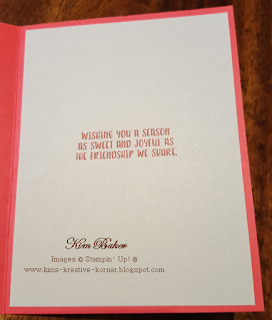 WISHING YOU A SEASON
AS SWEET AND JOYFUL AS
THE FRIENDSHIP WE SHARE.
Kim Baker
Images © Stampin' Up! ®
www.kims-kreative-korner.blogspot.com